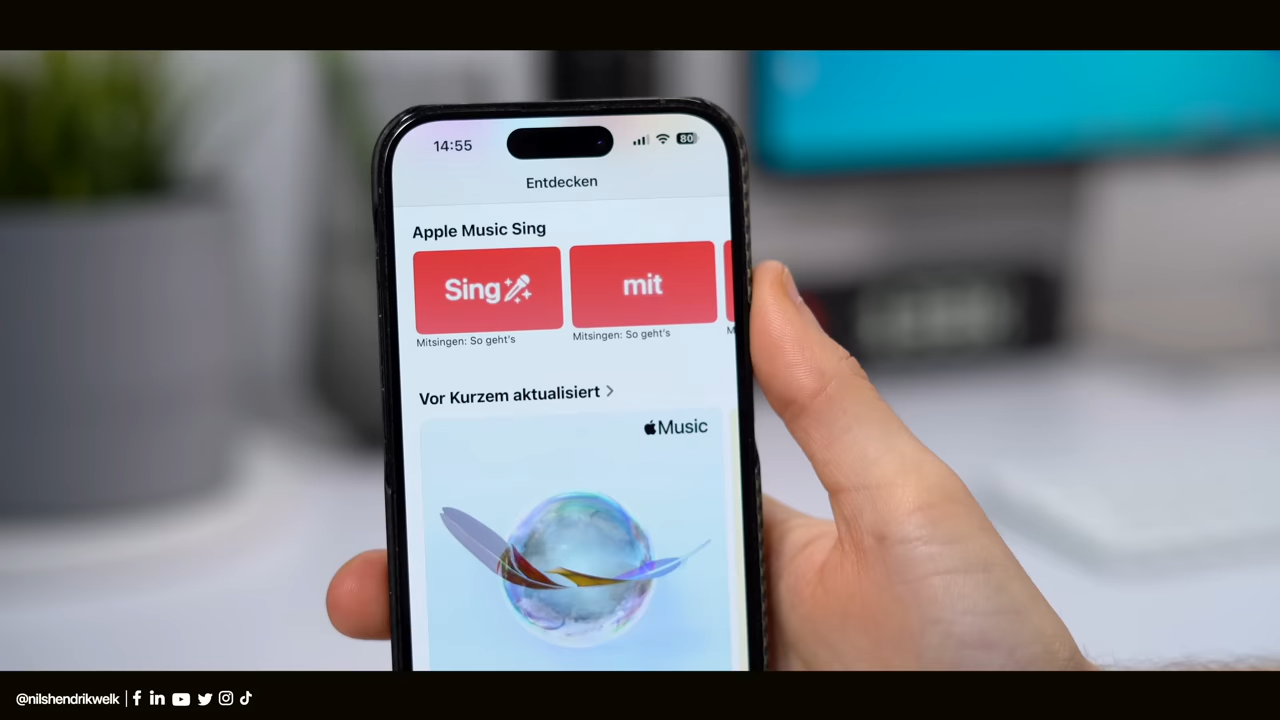 14:55
80
Entdecken
Apple Music Sing
Sing
mit
Mitsingen: So geht's
Mitsingen: So geht's
M
Vor Kurzem aktualisiert
Music
@nilshendrikwelk